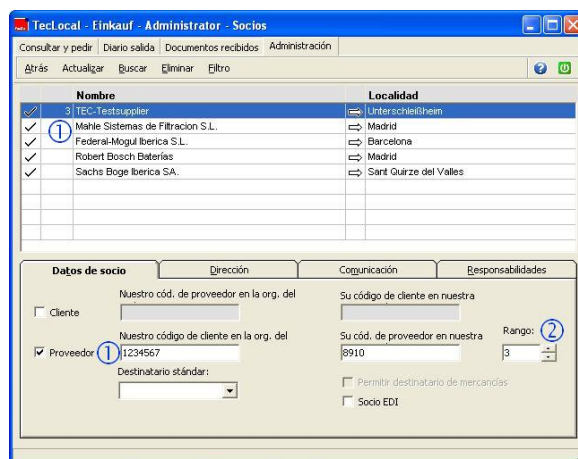 TecLocal - Einkauf - Administrator - Socios
Consultar y pedir Diario salida Documentos recibidos Administración
Atrás Actualizar Buscar Eliminar Filtro
Nombre Localidad
3 TEC-Testsupplier Unterschleißheim
1 Mahle Sistemas de Filtracion S.L. Madrid
Federal-Mogul Iberica S.L. Barcelona
Robert Bosch Baterías Madrid
Sachs Boge Iberica SA. Sant Quirze del Valles
Datos de socio Dirección Comunicación Responsabilidades
Nuestro cód. de proveedor en la org. del Su código de cliente en nuestra
Cliente
Nuestro código de cliente en la org. del Su cód. de proveedor en nuestra Rango: 2
Proveedor 1 1234567 8910 3
Destinatario stándar:
Permitir destinatario de mercancías
Socio EDI